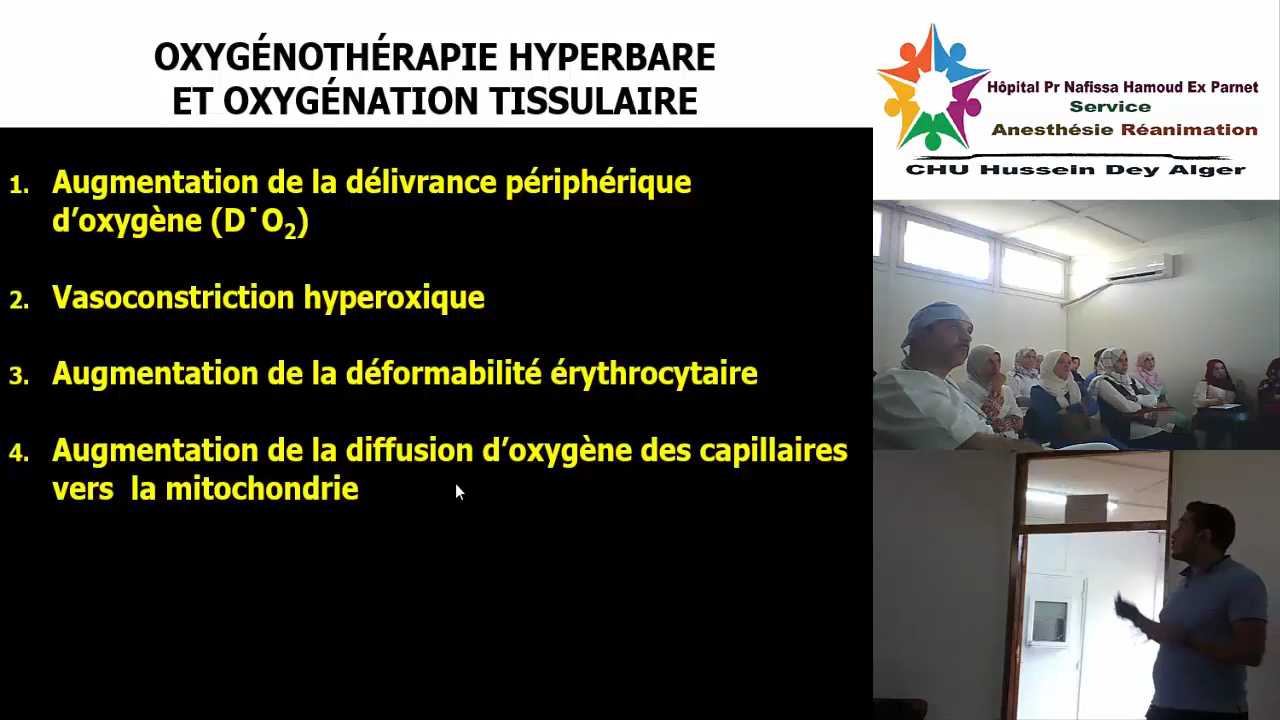 OXYGÉNOTHÉRAPIE HYPERBARE
ET OXYGÉNATION TISSULAIRE
1. Augmentation de la délivrance périphérique
d’oxygène (D˙O₂)
2. Vasoconstriction hyperoxique
3. Augmentation de la déformabilité érythrocytaire
4. Augmentation de la diffusion d’oxygène des capillaires
vers la mitochondrie
Hôpital Pr Nafissa Hamoud Ex Parnet
Service
Anesthésie Réanimation
CHU Hussein Dey Alger